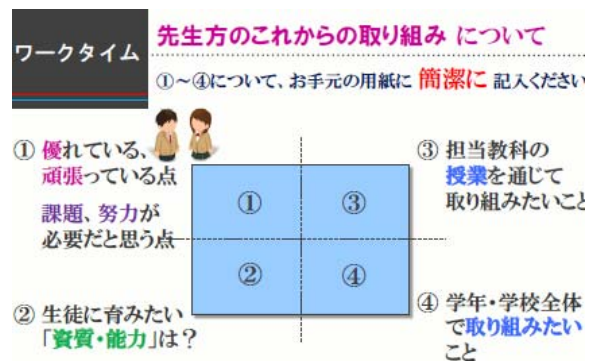 ワークタイム
先生方のこれからの取り組み について
①～④について、お手元の用紙に 簡潔に 記入ください
① 優れている、
頑張っている点
課題、努力が
必要だと思う点
② 生徒に育みたい
「資質・能力」は？
①
③
②
④
③ 担当教科の
授業を通じて
取り組みたいこと
④ 学年・学校全体
で取り組みたい
こと